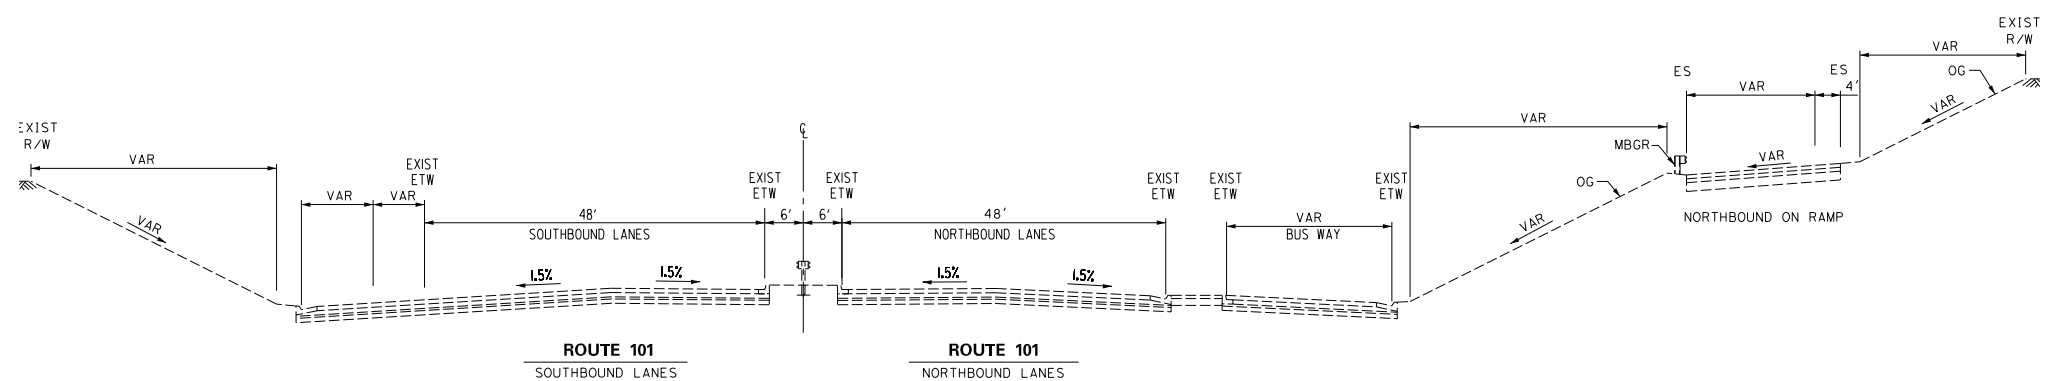 EXIST
R/W
VAR
ES
ES
VAR
4'
OG
VAR
EXIST
R/W
VAR
VAR
MBGR
VAR
OG
VAR
NORTHBOUND ON RAMP
VAR
EXIST
ETW
VAR
VAR
48'
SOUTHBOUND LANES
EXIST
ETW
6'
6'
EXIST
ETW
48'
NORTHBOUND LANES
EXIST
ETW
EXIST
ETW
VAR
BUS WAY
EXIST
ETW
1.5%
1.5%
1.5%
1.5%
ROUTE 101
SOUTHBOUND LANES
ROUTE 101
NORTHBOUND LANES